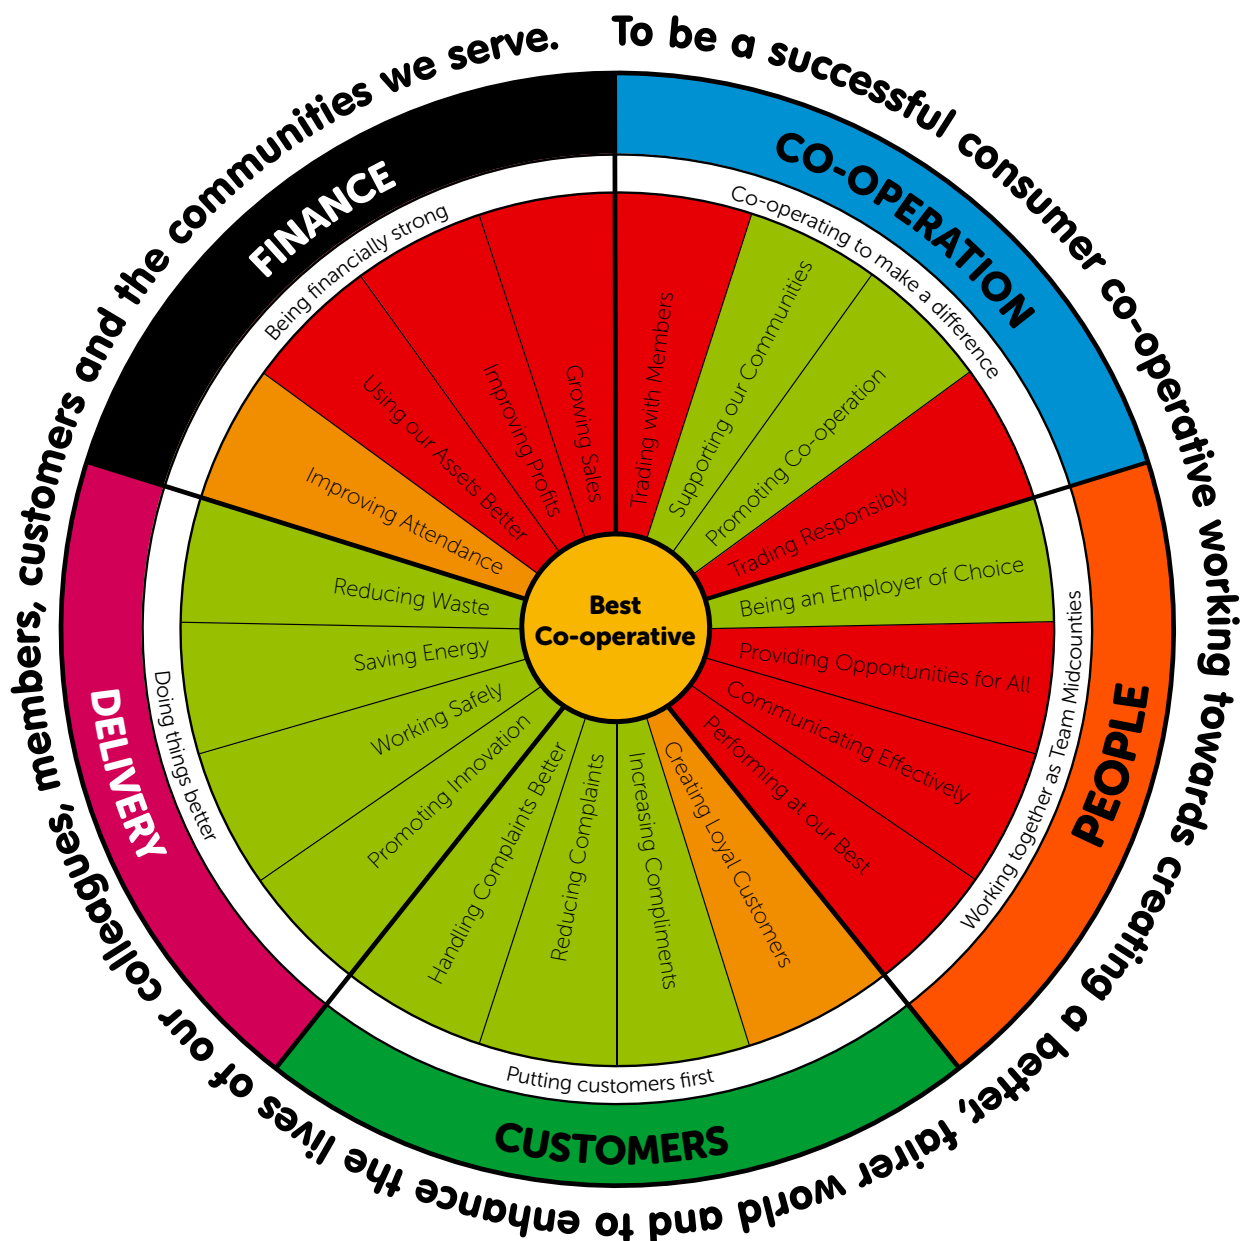 To be a successful consumer co-operative working towards creating a better, fairer world and to enhance the lives of our colleagues, members, customers and the communities we serve.
CO-OPERATION
Co-operating to make a difference
Trading with Members
Supporting our Communities
Promoting Co-operation
Trading Responsibly
PEOPLE
Working together as Team Midcounties
Being an Employer of Choice
Providing Opportunities for All
Communicating Effectively
Performing at our Best
CUSTOMERS
Putting customers first
Creating Loyal Customers
Increasing Compliments
Reducing Complaints
Handling Complaints Better
DELIVERY
Doing things better
Promoting Innovation
Working Safely
Saving Energy
Reducing Waste
FINANCE
Being financially strong
Improving Attendance
Using our Assets Better
Improving Profits
Growing Sales
Best
Co-operative